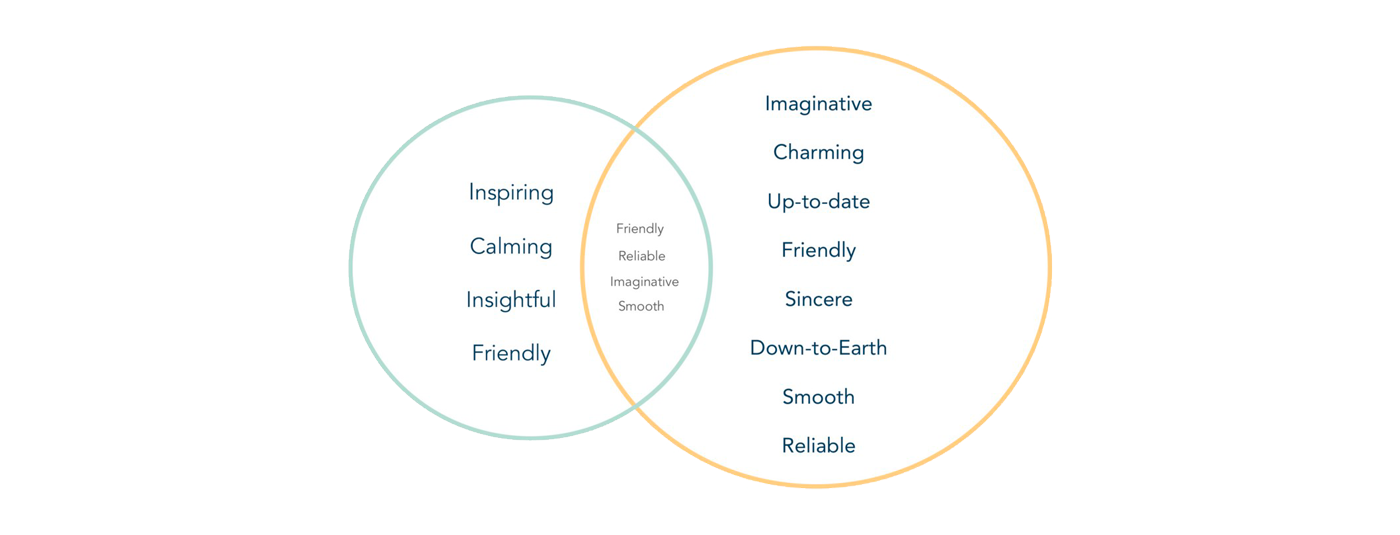 Inspiring
Calming
Insightful
Friendly
Friendly
Reliable
Imaginative
Smooth
Imaginative
Charming
Up-to-date
Friendly
Sincere
Down-to-Earth
Smooth
Reliable